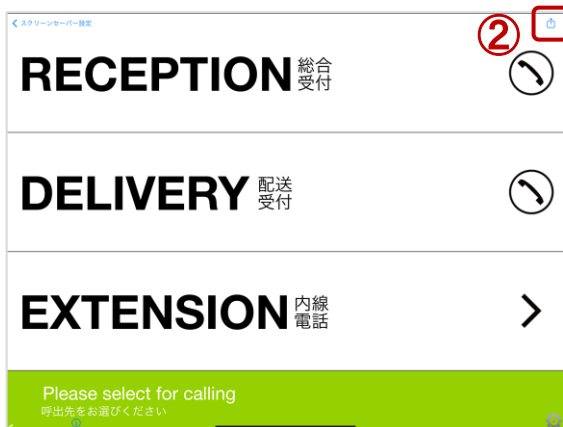 スクリーンセーバー設定
②
RECEPTION 総合
受付
DELIVERY 配送
受付
EXTENSION 内線
電話
Please select for calling
呼出先をお選びください